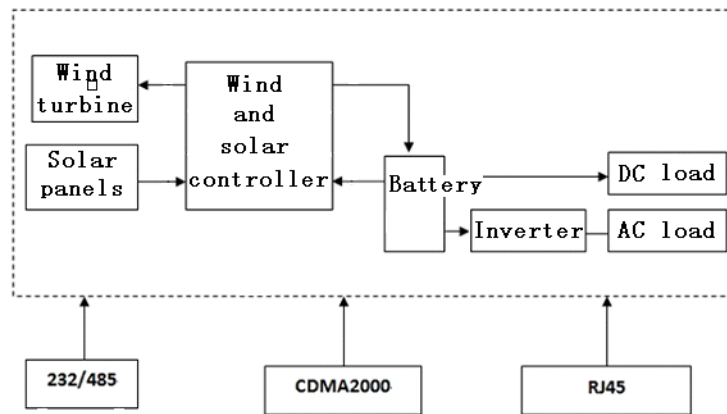 Wind
turbine
Wind
and
solar
controller
Solar
panels
Battery
DC load
Inverter
AC load
232/485
CDMA2000
RJ45